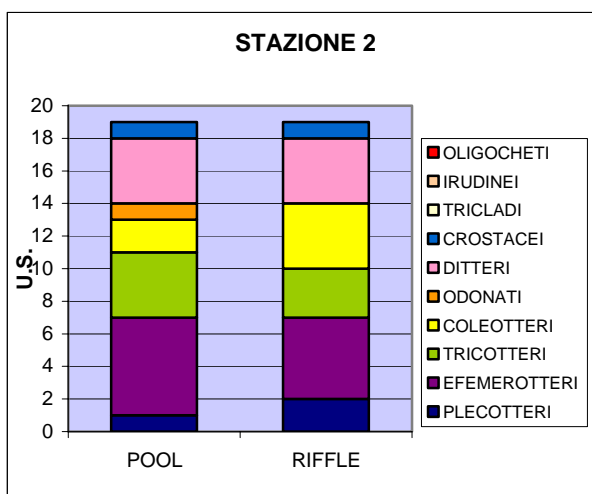 STAZIONE 2
U.S.
20
18
16
14
12
10
8
6
4
2
0
POOL RIFFLE
OLIGOCHETI
IRUDINEI
TRICLADI
CROSTACEI
DITTERI
ODONATI
COLEOTTERI
TRICOTTERI
EFEMEROTTERI
PLECOTTERI